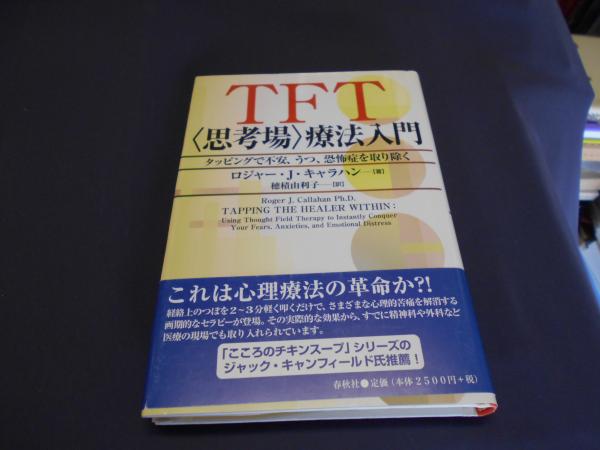 TFT
〈思考場〉療法入門
タッピングで不安、うつ、恐怖症を取り除く
ロジャー・J・キャラハン―[著]
穂積由利子―[訳]
Roger J. Callahan Ph.D.
TAPPING THE HEALER WITHIN:
Using Thought Field Therapy to Instantly Conquer
Your Fears, Anxieties, and Emotional Distress
これは心理療法の革命か?!
経絡上のつぼを2~3分軽く叩くだけで、さまざまな心理的苦痛を解消する
画期的なセラピーが登場。その実際的な効果から、すでに精神科や外科など
医療の現場でも取り入れられています。
「こころのチキンスープ」シリーズの
ジャック・キャンフィールド氏推薦!
春秋社●定価(本体2500円+税)